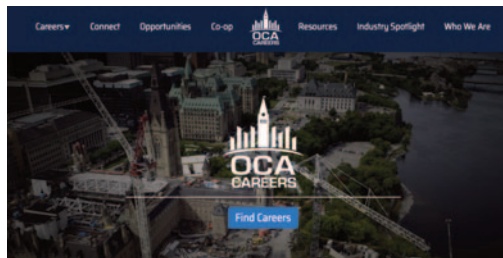 Careers▾ Connect Opportunities Co-op OCA CAREERS Resources Industry Spotlight Who We Are
OCA
CAREERS
Find Careers